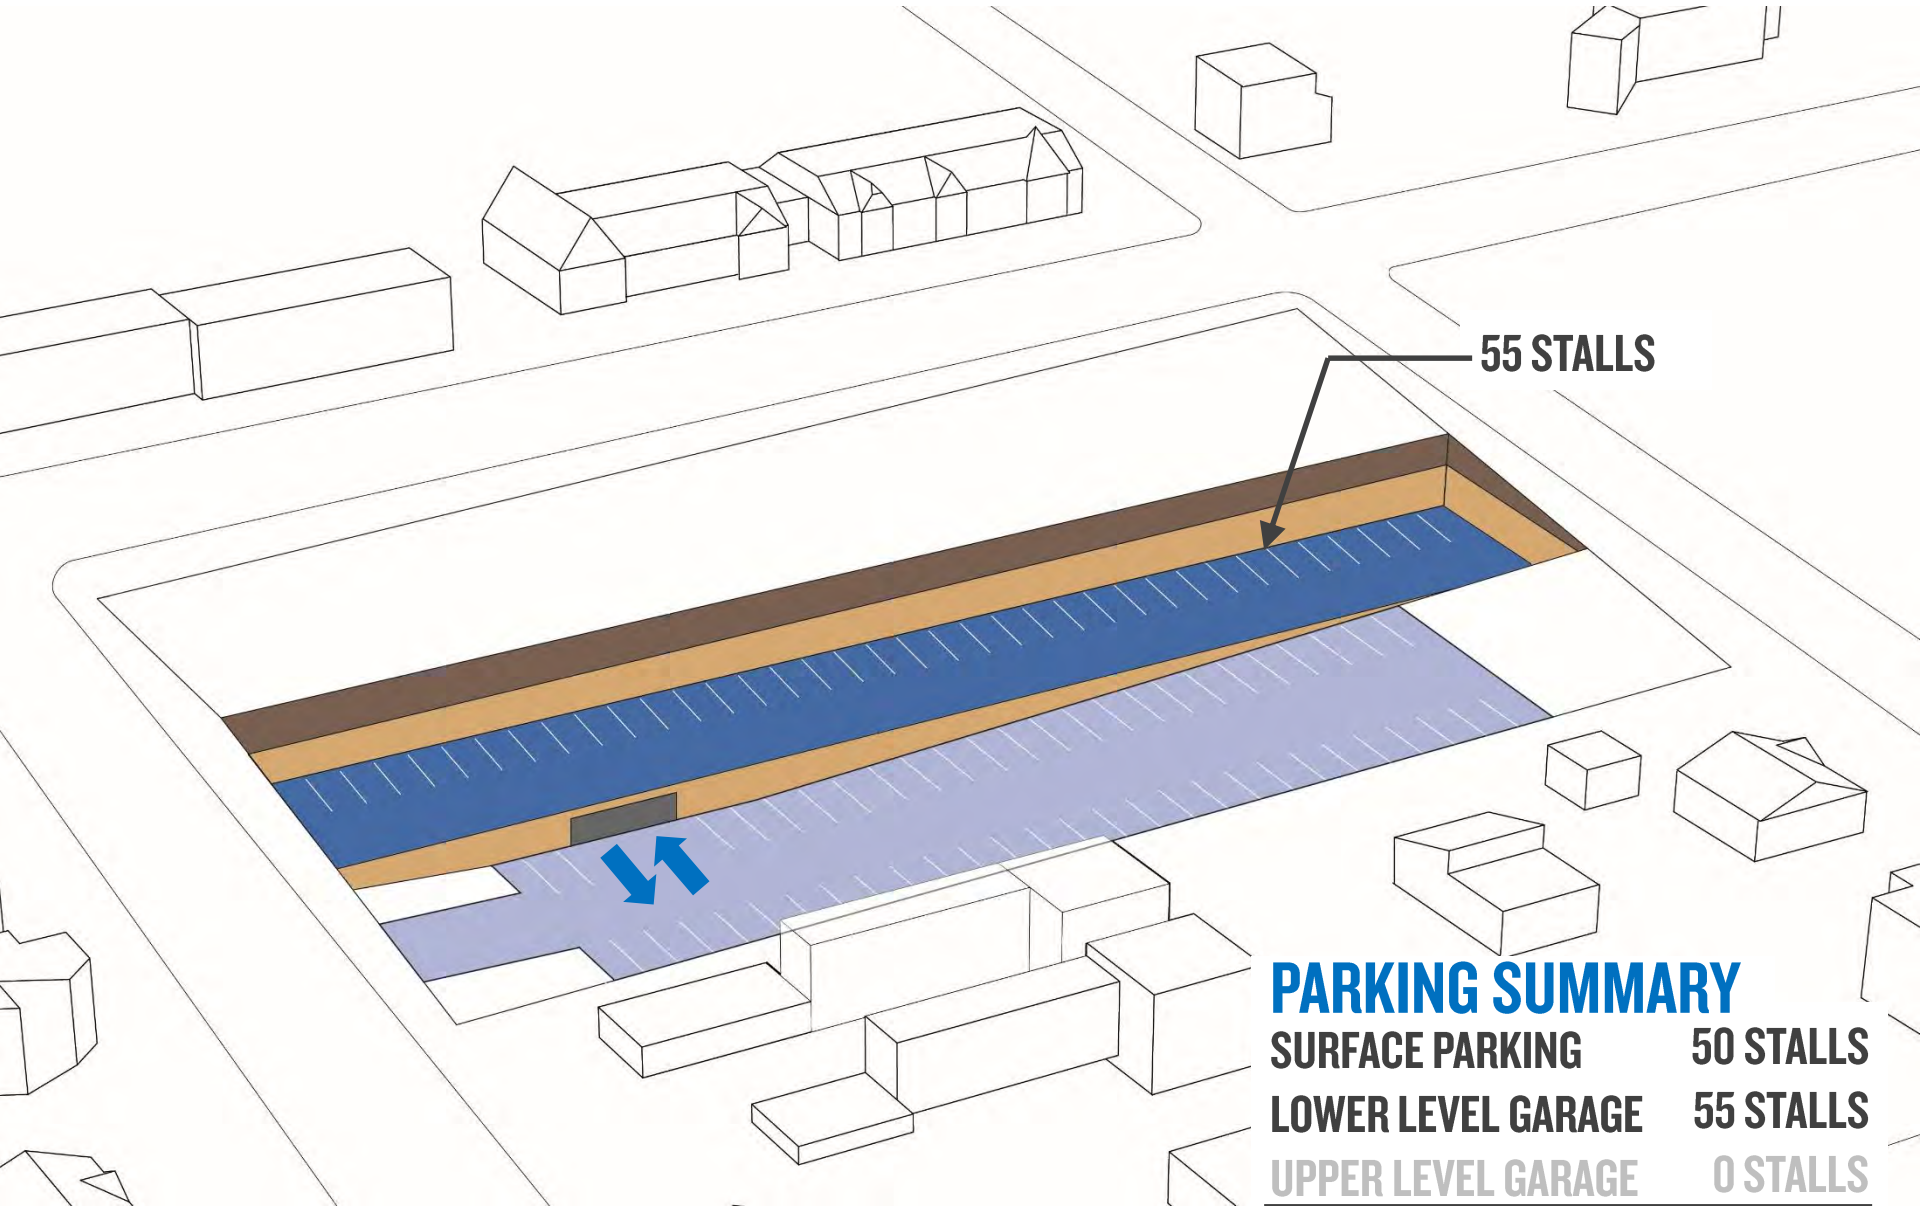 55 STALLS
PARKING SUMMARY
SURFACE PARKING 50 STALLS
LOWER LEVEL GARAGE 55 STALLS
UPPER LEVEL GARAGE 0 STALLS